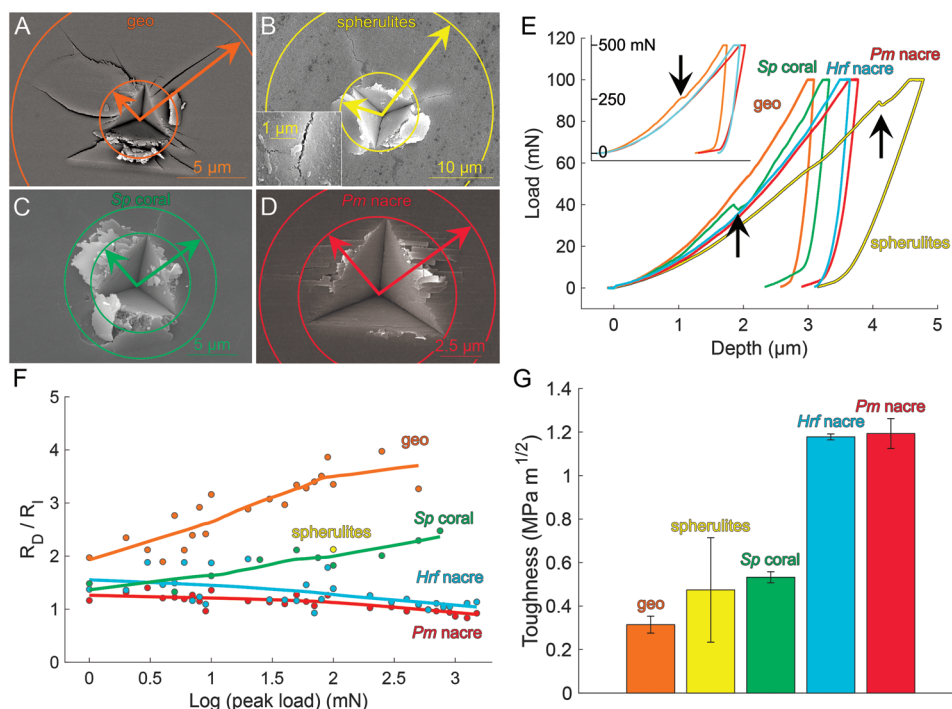 A
geo
5 µm
B
spherulites
1 µm
10 µm
C
Sp coral
5 µm
D
Pm nacre
2.5 µm
E
500 mN
250
0
geo
Sp coral
Hrf nacre
Pm nacre
spherulites
Load (mN)
120
100
80
60
40
20
0
0 1 2 3 4 5
Depth (µm)
F
R_D / R_I
5
4
3
2
1
0
geo
spherulites
Sp coral
Hrf nacre
Pm nacre
0 0.5 1 1.5 2 2.5 3
Log (peak load) (mN)
G
Toughness (MPa m^1/2)
1.4
1.2
1
0.8
0.6
0.4
0.2
0
geo
spherulites
Sp coral
Hrf nacre
Pm nacre